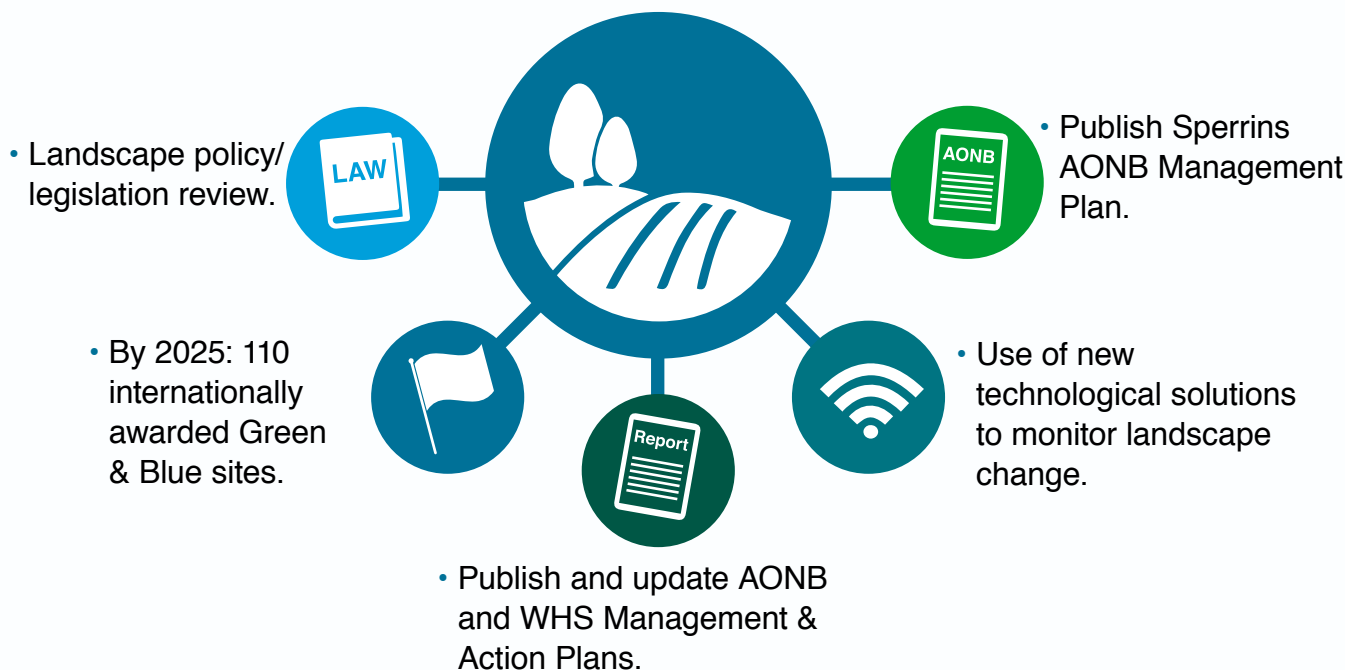 • Landscape policy/
legislation review.
LAW
AONB
• Publish Sperrins
AONB Management
Plan.
• By 2025: 110
internationally
awarded Green
& Blue sites.
Report
• Use of new
technological solutions
to monitor landscape
change.
• Publish and update AONB
and WHS Management &
Action Plans.